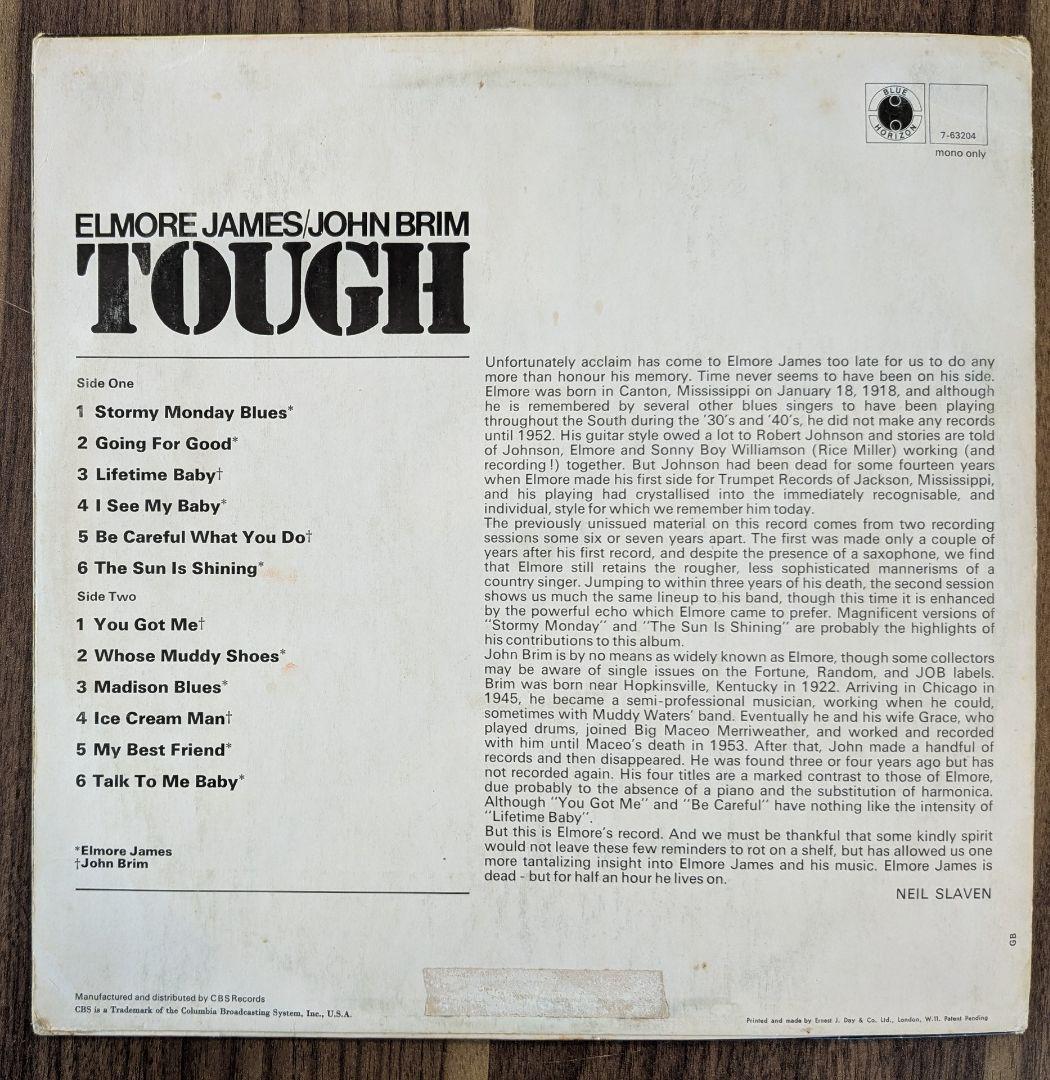 BLUE
HORIZON
7-63204
mono only
ELMORE JAMES/JOHN BRIM
TOUGH
Side One
1 Stormy Monday Blues*
2 Going For Good*
3 Lifetime Baby†
4 I See My Baby*
5 Be Careful What You Do†
6 The Sun Is Shining*
Side Two
1 You Got Me†
2 Whose Muddy Shoes*
3 Madison Blues*
4 Ice Cream Man†
5 My Best Friend*
6 Talk To Me Baby*
*Elmore James
†John Brim
Unfortunately acclaim has come to Elmore James too late for us to do any
more than honour his memory. Time never seems to have been on his side.
Elmore was born in Canton, Mississippi on January 18, 1918, and although
he is remembered by several other blues singers to have been playing
throughout the South during the '30's and '40's, he did not make any records
until 1952. His guitar style owed a lot to Robert Johnson and stories are told
of Johnson, Elmore and Sonny Boy Williamson (Rice Miller) working (and
recording!) together. But Johnson had been dead for some fourteen years
when Elmore made his first side for Trumpet Records of Jackson, Mississippi,
and his playing had crystallised into the immediately recognisable, and
individual, style for which we remember him today.
The previously unissued material on this record comes from two recording
sessions some six or seven years apart. The first was made only a couple of
years after his first record, and despite the presence of a saxophone, we find
that Elmore still retains the rougher, less sophisticated mannerisms of a
country singer. Jumping to within three years of his death, the second session
shows us much the same lineup to his band, though this time it is enhanced
by the powerful echo which Elmore came to prefer. Magnificent versions of
"Stormy Monday" and "The Sun Is Shining" are probably the highlights of
his contributions to this album.
John Brim is by no means as widely known as Elmore, though some collectors
may be aware of single issues on the Fortune, Random, and JOB labels.
Brim was born near Hopkinsville, Kentucky in 1922. Arriving in Chicago in
1945, he became a semi-professional musician, working when he could,
sometimes with Muddy Waters' band. Eventually he and his wife Grace, who
played drums, joined Big Maceo Merriweather, and worked and recorded
with him until Maceo's death in 1953. After that, John made a handful of
records and then disappeared. He was found three or four years ago but has
not recorded again. His four titles are a marked contrast to those of Elmore,
due probably to the absence of a piano and the substitution of harmonica.
Although "You Got Me" and "Be Careful" have nothing like the intensity of
"Lifetime Baby".
But this is Elmore's record. And we must be thankful that some kindly spirit
would not leave these few reminders to rot on a shelf, but has allowed us one
more tantalizing insight into Elmore James and his music. Elmore James is
dead - but for half an hour he lives on.
NEIL SLAVEN
GB
Manufactured and distributed by CBS Records
CBS is a Trademark of the Columbia Broadcasting System, Inc., U.S.A.
Printed and made by Ernest J. Day & Co. Ltd., London, W.11. Patent Pending